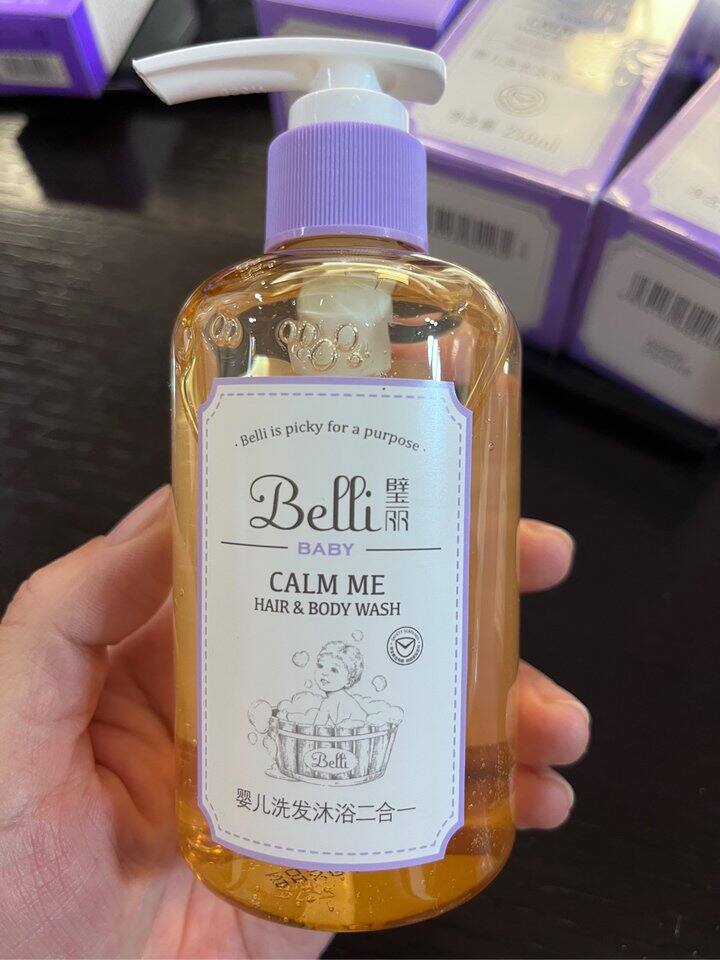 · Belli is picky for a purpose ·
Belli 璧丽
BABY
CALM ME
HAIR & BODY WASH
Belli
婴儿洗发沐浴二合一